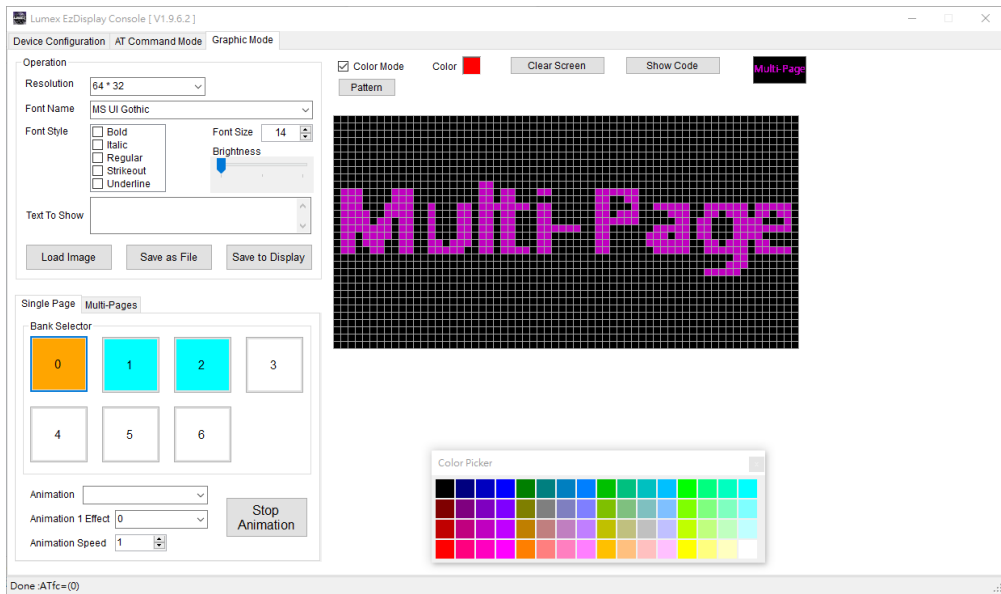 Lumex EzDisplay Console [ V1.9.6.2 ]
Device Configuration AT Command Mode Graphic Mode
Operation
Resolution 64 * 32
Font Name MS UI Gothic
Font Style Bold
Italic
Regular
Strikeout
Underline
Font Size 14
Brightness
Text To Show
Load Image Save as File Save to Display
Color Mode Color Clear Screen Show Code Multi-Page
Pattern
Multi-Page
Single Page Multi-Pages
Bank Selector
0 1 2 3
4 5 6
Animation
Animation 1 Effect 0
Animation Speed 1
Stop
Animation
Color Picker
Done :ATfc=(0)